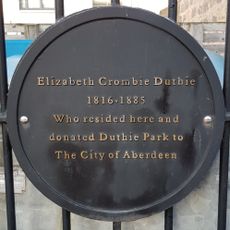 Elizabeth Crombie Duthie
1816-1885
Who resided here and
donated Duthie Park to
The City of Aberdeen